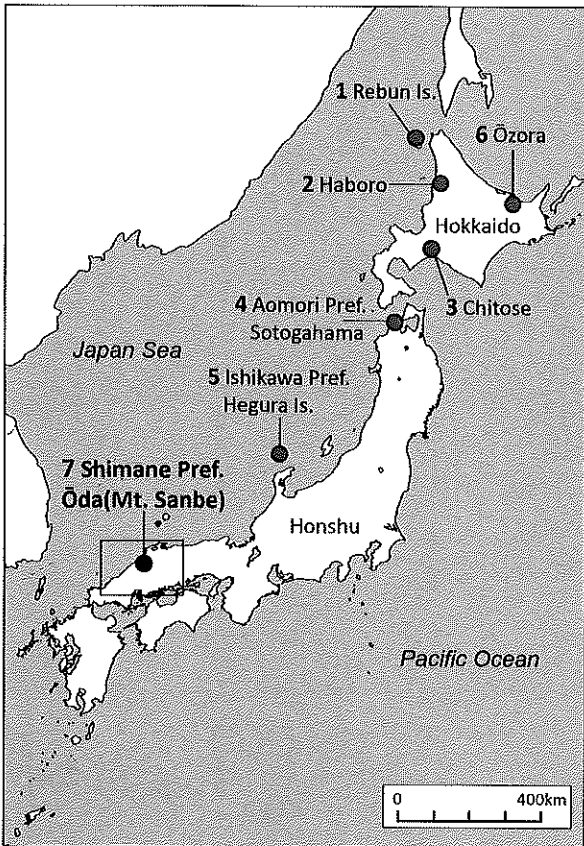 1 Rebun Is.
6 Ōzora
2 Haboro
Hokkaido
4 Aomori Pref.
Sotogahama
3 Chitose
Japan Sea
5 Ishikawa Pref.
Hegura Is.
7 Shimane Pref.
Ōda(Mt. Sanbe)
Honshu
Pacific Ocean
0 400km